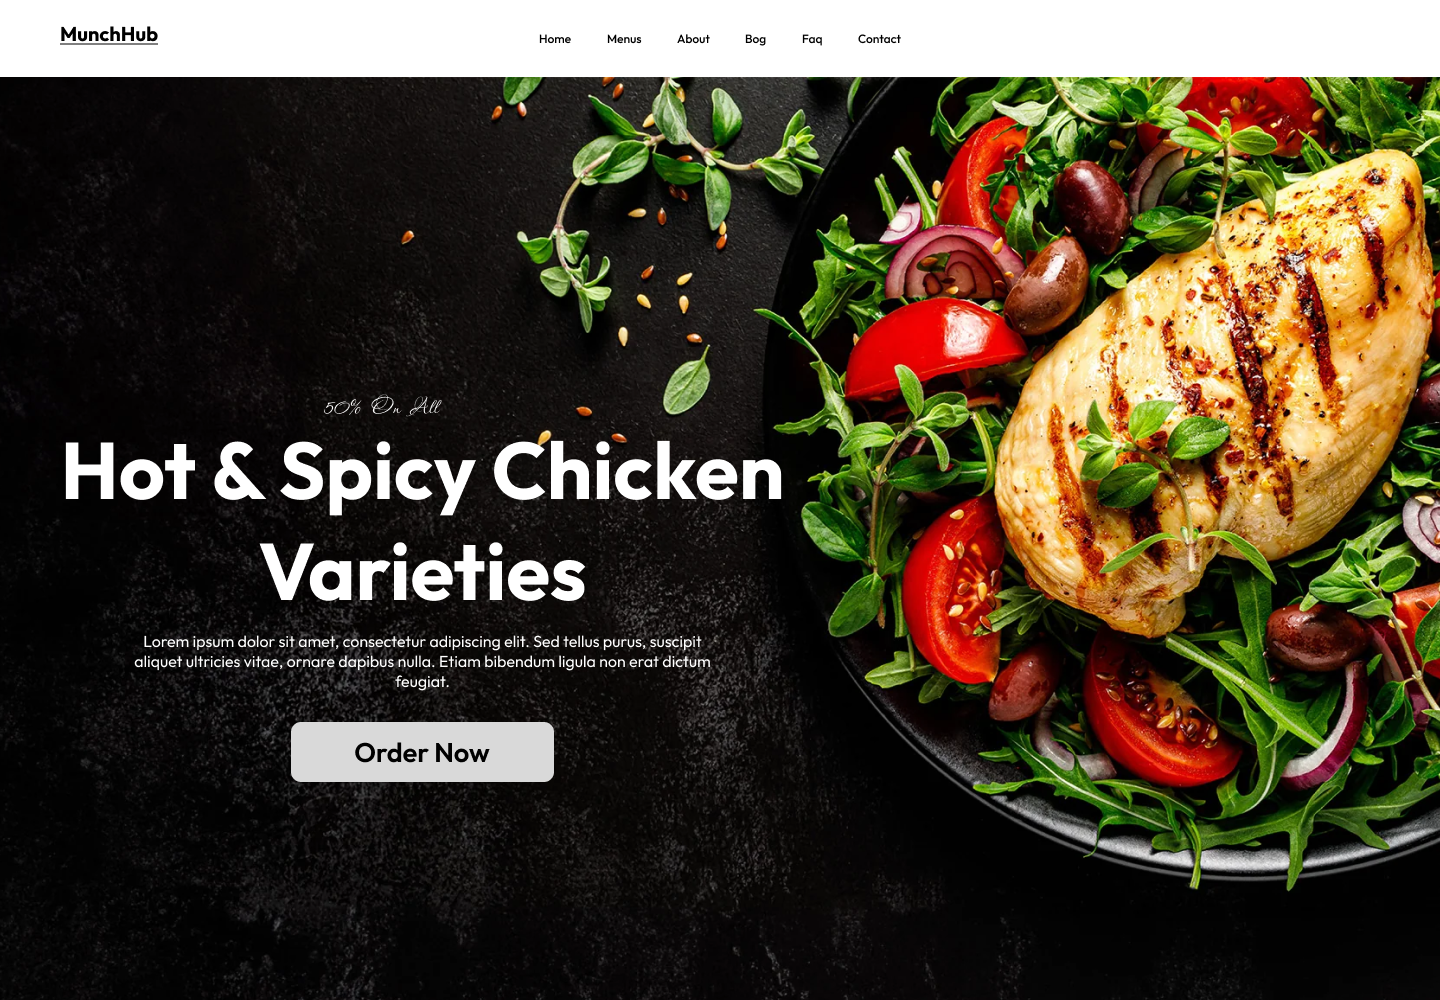 MunchHub
Home Menus About Bog Faq Contact
50% On All
Hot & Spicy Chicken
Varieties
Lorem ipsum dolor sit amet, consectetur adipiscing elit. Sed tellus purus, suscipit
aliquet ultricies vitae, ornare dapibus nulla. Etiam bibendum ligula non erat dictum
feugiat.
Order Now